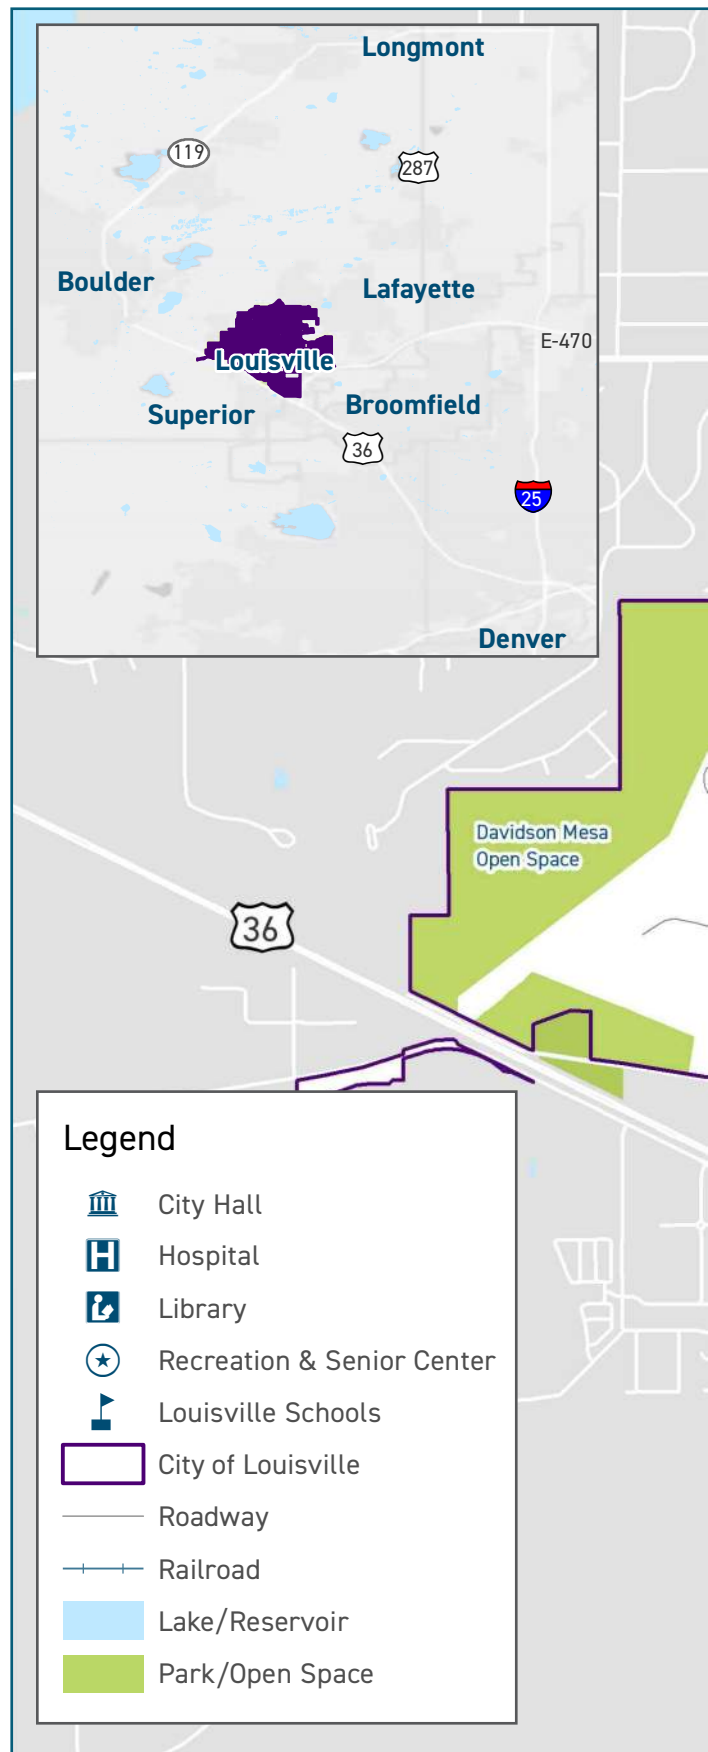 Longmont
119
287
Boulder
Lafayette
E-470
Louisville
Superior
Broomfield
36
25
Denver
Davidson Mesa
Open Space
36
Legend
City Hall
H
Hospital
Library
Recreation & Senior Center
Louisville Schools
City of Louisville
Roadway
Railroad
Lake/Reservoir
Park/Open Space